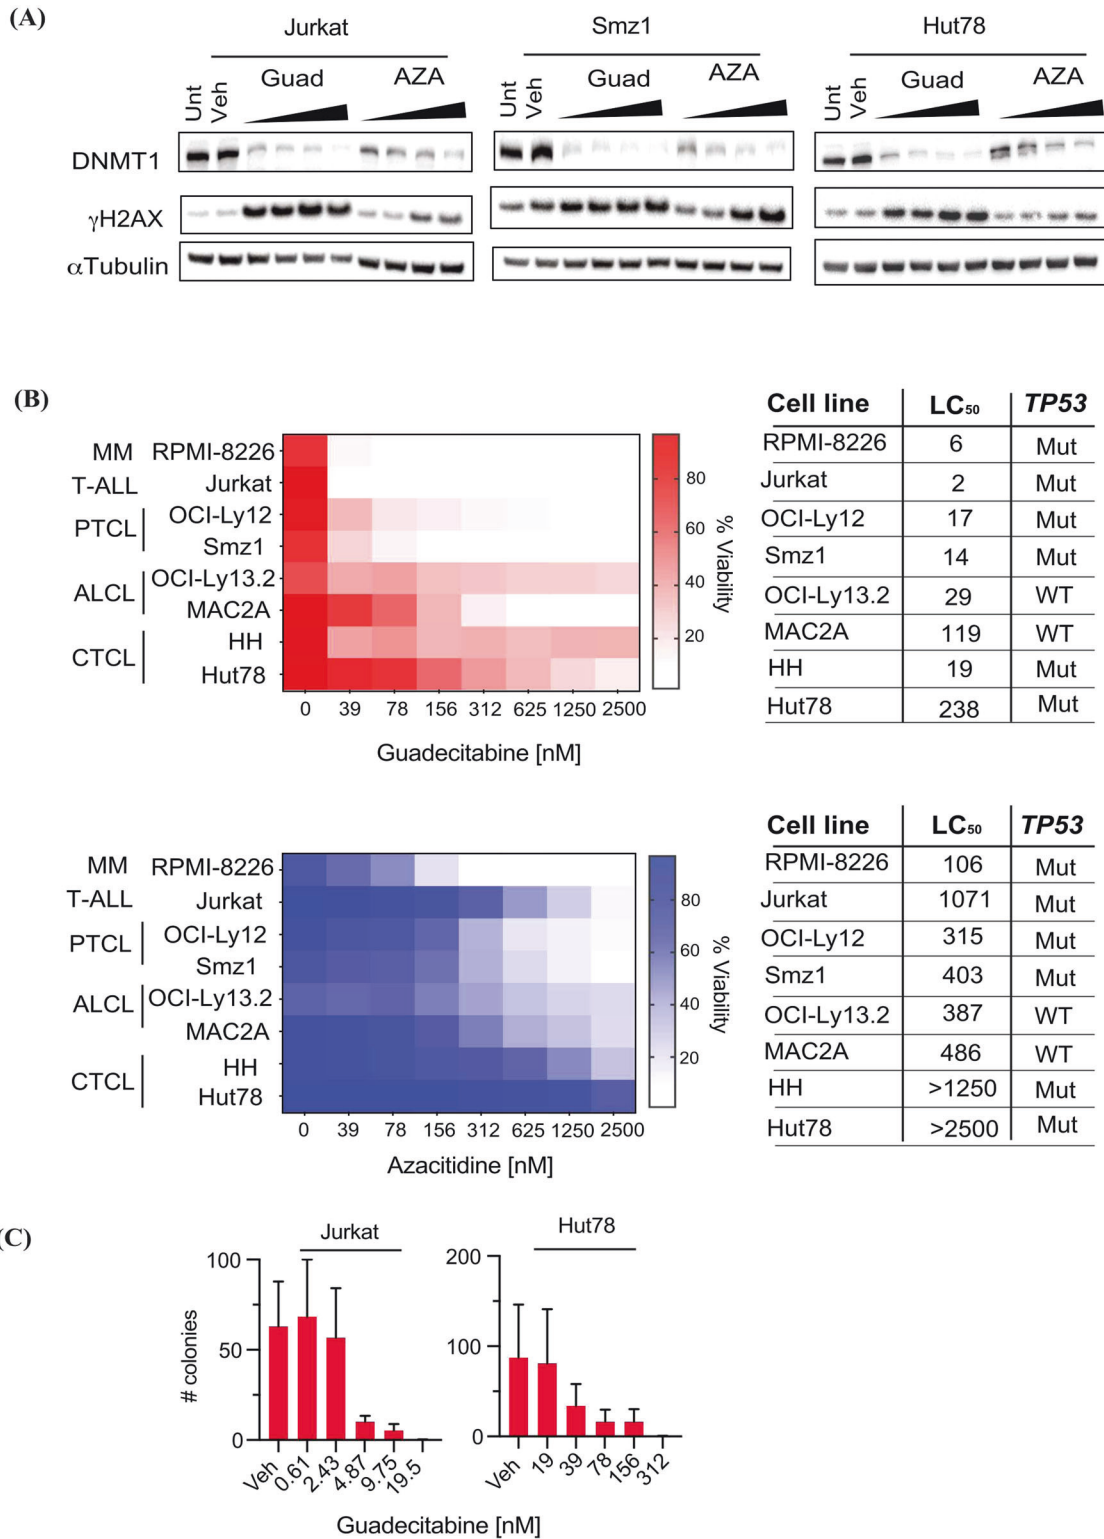 (A)
Jurkat
Smz1
Hut78
Guad
AZA
Guad
AZA
Guad
AZA
Unt
Veh
Unt
Veh
Unt
Veh
DNMT1
γH2AX
αTubulin
(B)
MM RPMI-8226
T-ALL Jurkat
PTCL
OCI-Ly12
Smz1
ALCL
OCI-Ly13.2
MAC2A
CTCL
HH
Hut78
0 39 78 156 312 625 1250 2500
Guadecitabine [nM]
80
60
40
20
% Viability
Cell line LC50 TP53
RPMI-8226 6 Mut
Jurkat 2 Mut
OCI-Ly12 17 Mut
Smz1 14 Mut
OCI-Ly13.2 29 WT
MAC2A 119 WT
HH 19 Mut
Hut78 238 Mut
MM RPMI-8226
T-ALL Jurkat
PTCL
OCI-Ly12
Smz1
ALCL
OCI-Ly13.2
MAC2A
CTCL
HH
Hut78
0 39 78 156 312 625 1250 2500
Azacitidine [nM]
80
60
40
20
% Viability
Cell line LC50 TP53
RPMI-8226 106 Mut
Jurkat 1071 Mut
OCI-Ly12 315 Mut
Smz1 403 Mut
OCI-Ly13.2 387 WT
MAC2A 486 WT
HH >1250 Mut
Hut78 >2500 Mut
(C)
Jurkat
100
50
0
# colonies
Veh 0.61 2.43 4.87 9.75 19.5
Hut78
200
100
0
Veh 19 39 78 156 312
Guadecitabine [nM]